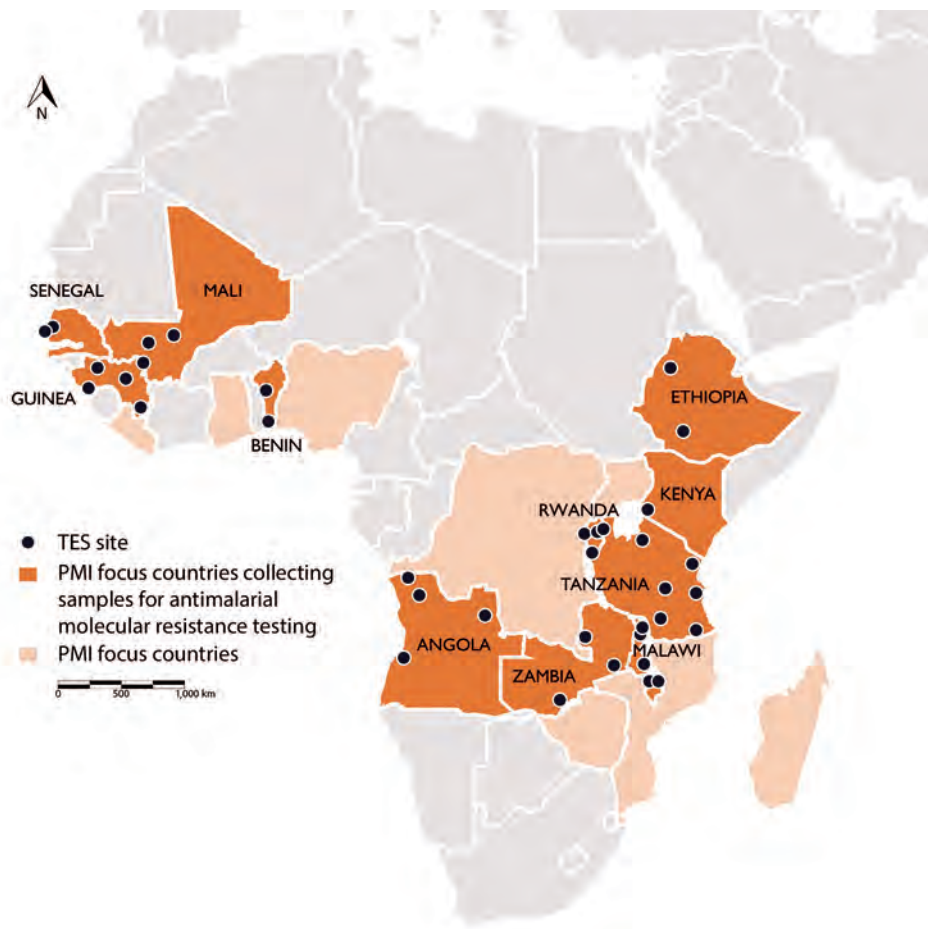 N
SENEGAL
MALI
GUINEA
BENIN
ETHIOPIA
KENYA
RWANDA
TANZANIA
ANGOLA
MALAWI
ZAMBIA
TES site
PMI focus countries collecting
samples for antimalarial
molecular resistance testing
PMI focus countries
0 500 1,000 km